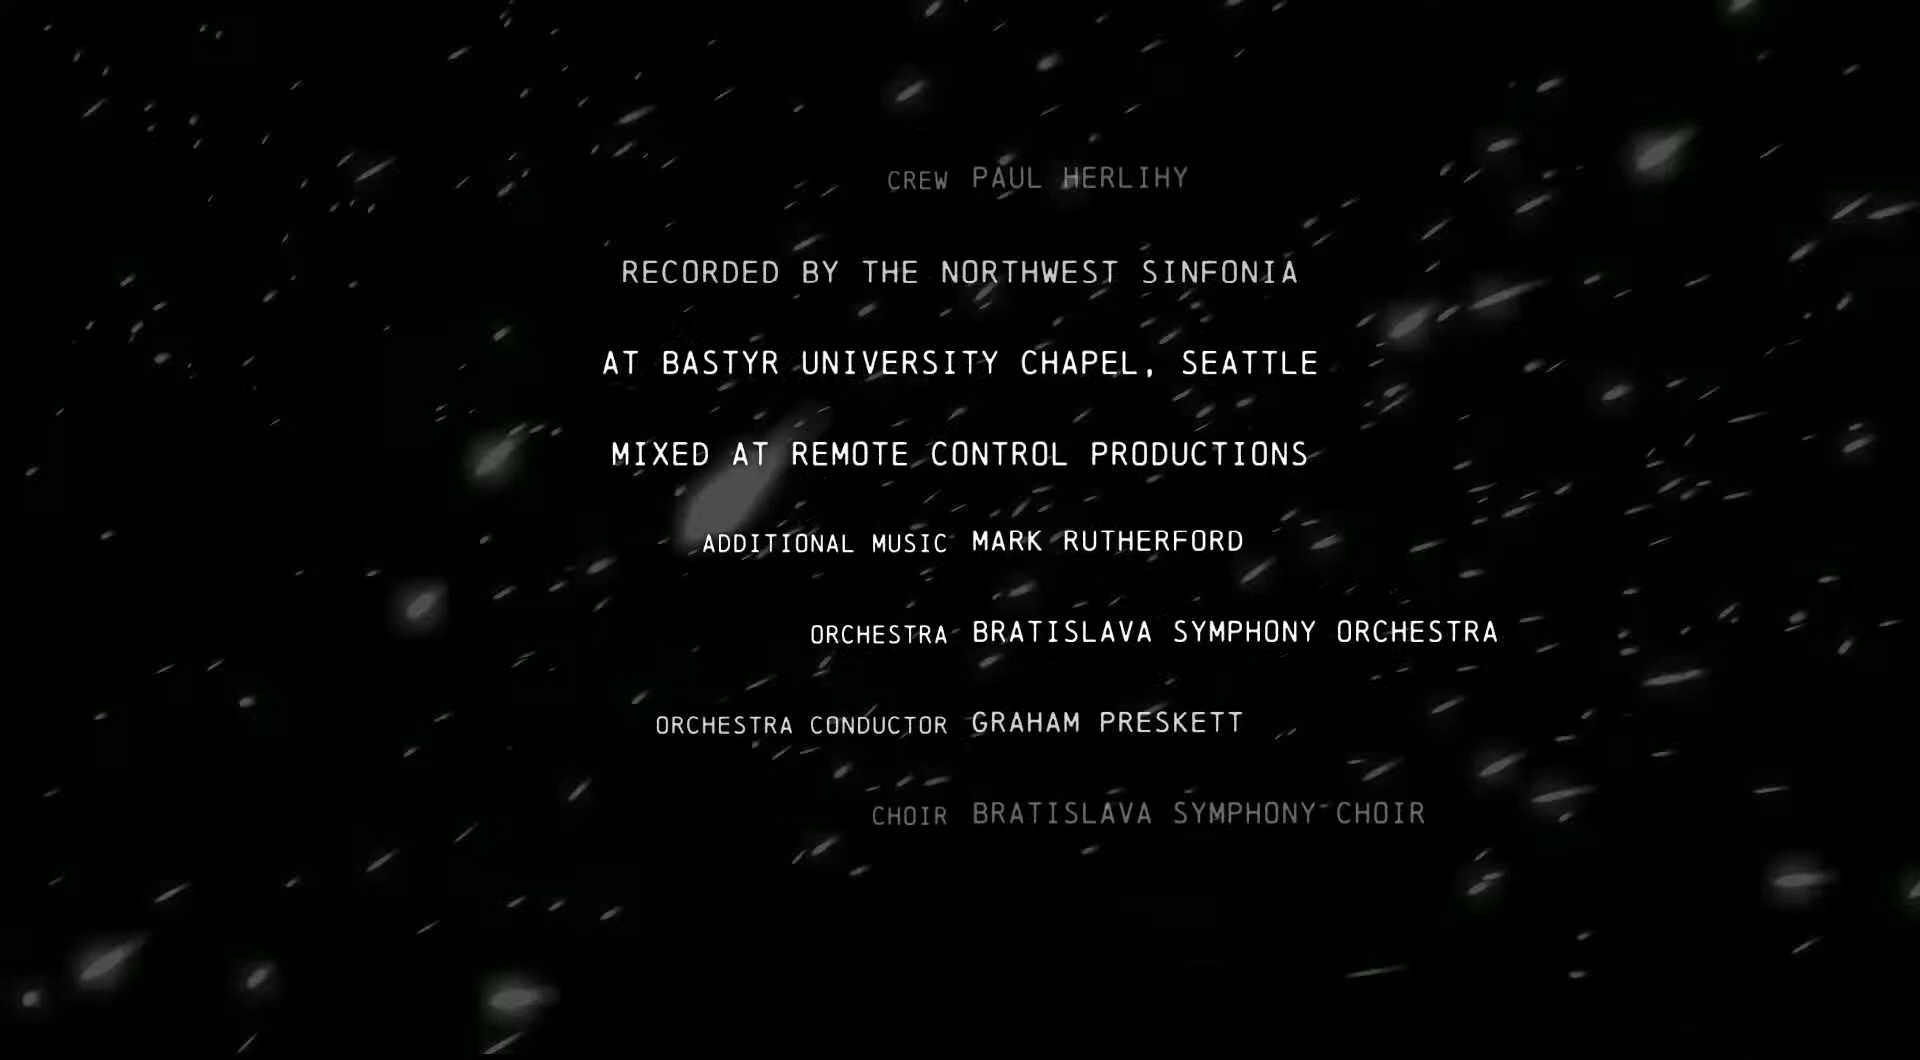 CREW PAUL HERLIHY
RECORDED BY THE NORTHWEST SINFONIA
AT BASTYR UNIVERSITY CHAPEL, SEATTLE
MIXED AT REMOTE CONTROL PRODUCTIONS
ADDITIONAL MUSIC MARK RUTHERFORD
ORCHESTRA BRATISLAVA SYMPHONY ORCHESTRA
ORCHESTRA CONDUCTOR GRAHAM PRESKETT
CHOIR BRATISLAVA SYMPHONY CHOIR